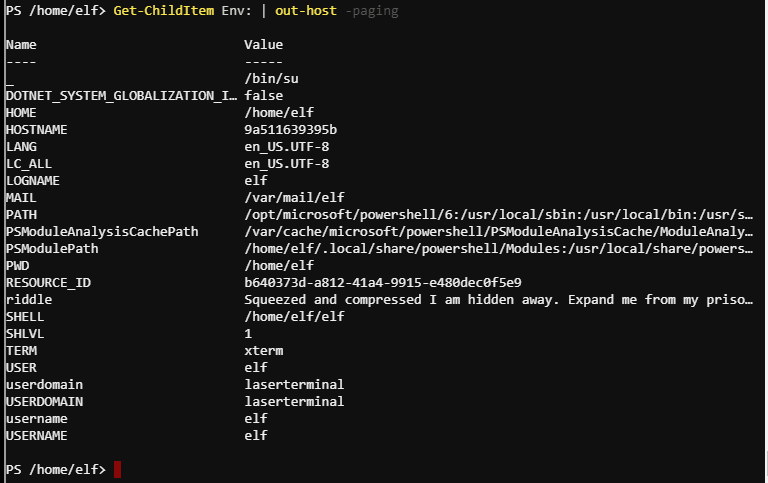 PS /home/elf> Get-ChildItem Env: | out-host -paging
Name Value
---- -----
_ /bin/su
DOTNET_SYSTEM_GLOBALIZATION_I… false
HOME /home/elf
HOSTNAME 9a511639395b
LANG en_US.UTF-8
LC_ALL en_US.UTF-8
LOGNAME elf
MAIL /var/mail/elf
PATH /opt/microsoft/powershell/6:/usr/local/sbin:/usr/local/bin:/usr/s…
PSModuleAnalysisCachePath /var/cache/microsoft/powershell/PSModuleAnalysisCache/ModuleAnaly…
PSModulePath /home/elf/.local/share/powershell/Modules:/usr/local/share/powers…
PWD /home/elf
RESOURCE_ID b640373d-a812-41a4-9915-e480dec0f5e9
riddle Squeezed and compressed I am hidden away. Expand me from my priso…
SHELL /home/elf/elf
SHLVL 1
TERM xterm
USER elf
userdomain laserterminal
USERDOMAIN laserterminal
username elf
USERNAME elf
PS /home/elf>